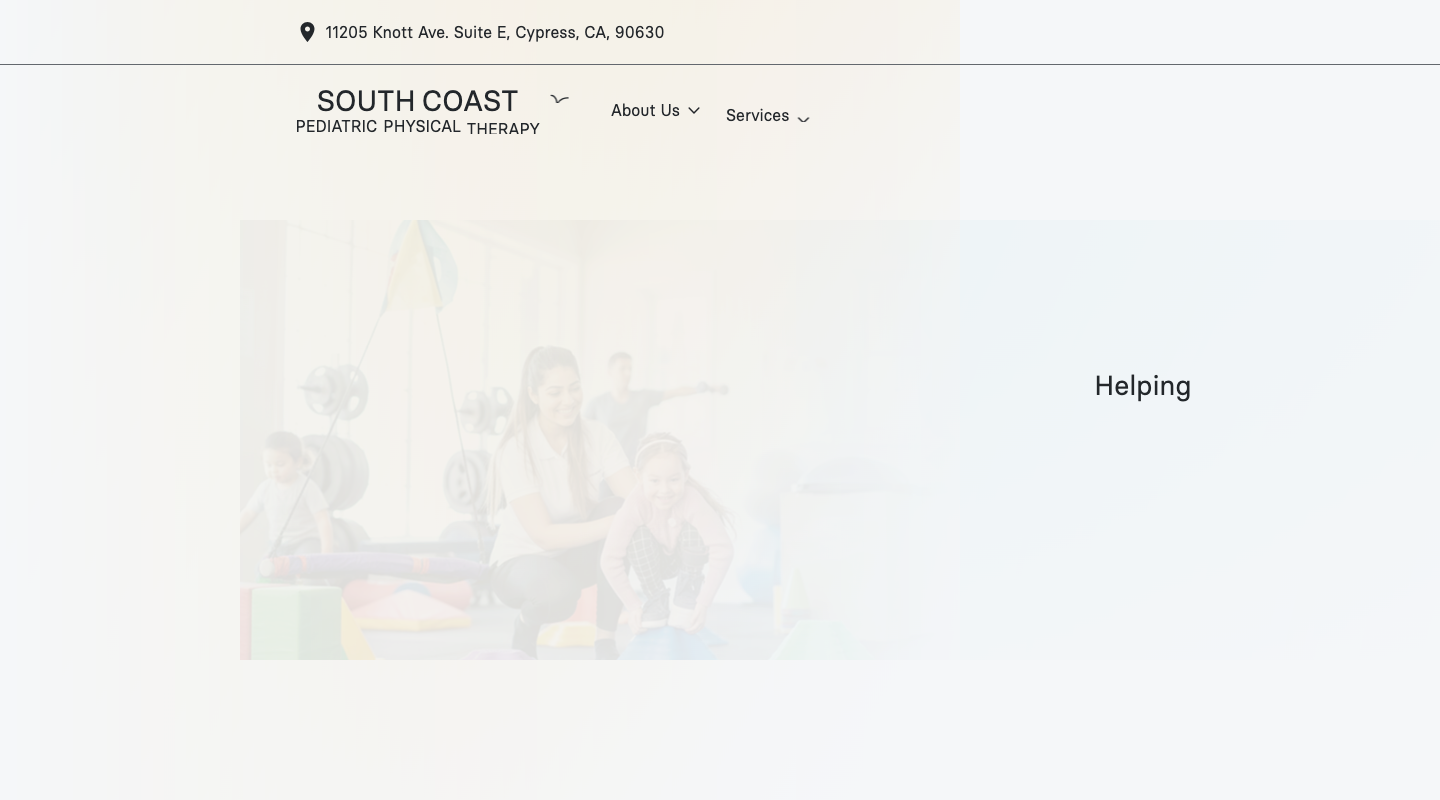 11205 Knott Ave. Suite E, Cypress, CA, 90630
SOUTH COAST
PEDIATRIC PHYSICAL THERAPY
About Us
Services
Helping